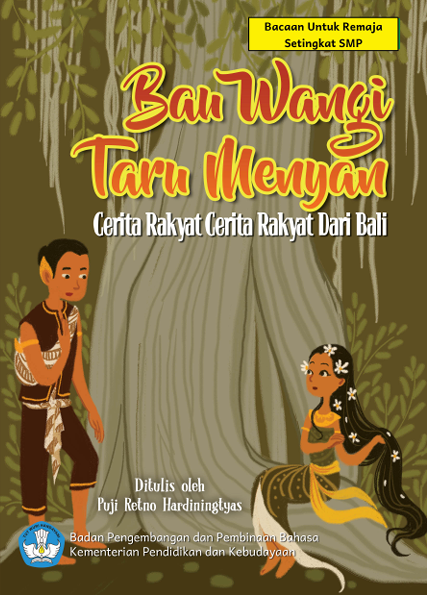 Bacaan Untuk Remaja
Setingkat SMP
Bau Wangi
Taru Menyan
Cerita Rakyat Cerita Rakyat Dari Bali
Ditulis oleh
Puji Retno Hardiningtyas
Badan Pengembangan dan Pembinaan Bahasa
Kementerian Pendidikan dan Kebudayaan